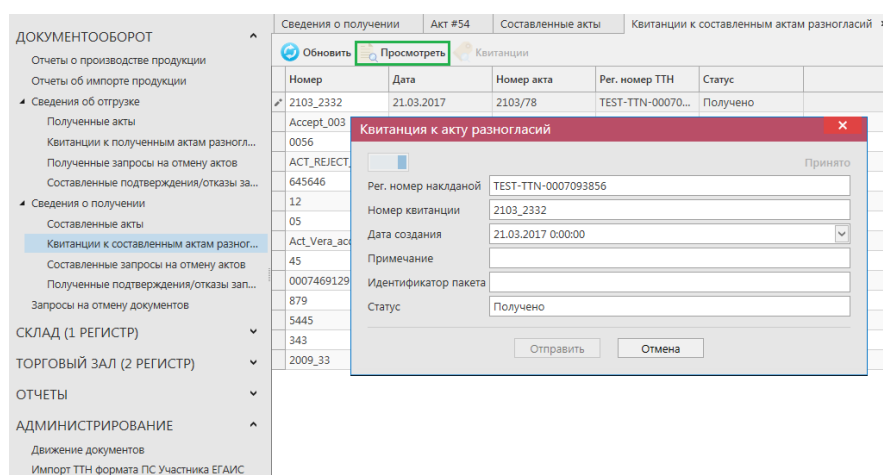 ДОКУМЕНТООБОРОТ
Отчеты о производстве продукции
Отчеты об импорте продукции
Сведения об отгрузке
Полученные акты
Квитанции к полученным актам разногл...
Полученные запросы на отмену актов
Составленные подтверждения/отказы за...
Сведения о получении
Составленные акты
Квитанции к составленным актам разног...
Составленные запросы на отмену актов
Полученные подтверждения/отказы зап...
Запросы на отмену документов
СКЛАД (1 РЕГИСТР)
ТОРГОВЫЙ ЗАЛ (2 РЕГИСТР)
ОТЧЕТЫ
АДМИНИСТРИРОВАНИЕ
Движение документов
Импорт ТТН формата ПС Участника ЕГАИС
Сведения о получении Акт #54 Составленные акты Квитанции к составленным актам разногласий
Обновить Просмотреть Квитанции
Номер Дата Номер акта Рег. номер ТТН Статус
2103_2332 21.03.2017 2103/78 TEST-TTN-00070... Получено
Accept_003
0056
ACT_REJECT_
645646
12
05
Act_Vera_acc
45
0007469129
879
5445
343
2009_33
Квитанция к акту разногласий
Принято
Рег. номер накладной TEST-TTN-0007093856
Номер квитанции 2103_2332
Дата создания 21.03.2017 0:00:00
Примечание
Идентификатор пакета
Статус Получено
Отправить Отмена